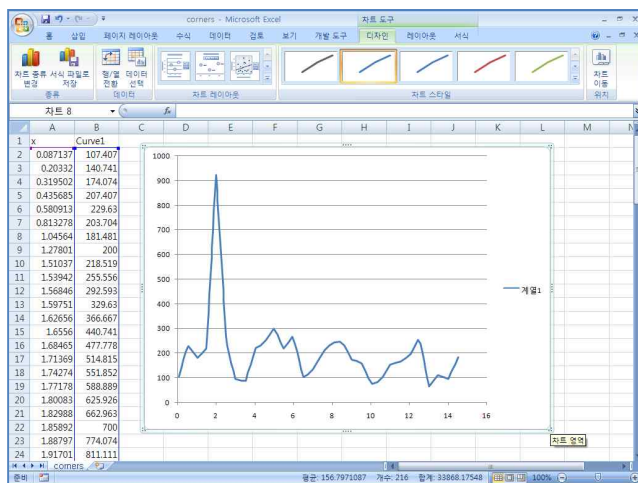 corners - Microsoft Excel
차트 도구
홈 삽입 페이지 레이아웃 수식 데이터 검토 보기 개발 도구 디자인 레이아웃 서식
차트 종류 변경 서식 파일로 저장 행/열 전환 데이터 선택 차트 이동
종류 데이터 차트 레이아웃 차트 스타일 위치
차트 8 fx
A B C D E F G H I J K L M N
1 x Curve1
2 0.087137 107.407
3 0.20332 140.741
4 0.319502 174.074
5 0.435685 207.407
6 0.580913 229.63
7 0.813278 203.704
8 1.04564 181.481
9 1.27801 200
10 1.51037 218.519
11 1.53942 255.556
12 1.56846 292.593
13 1.59751 329.63
14 1.62656 366.667
15 1.6556 440.741
16 1.68465 477.778
17 1.71369 514.815
18 1.74274 551.852
19 1.77178 588.889
20 1.80083 625.926
21 1.82988 662.963
22 1.85892 700
23 1.88797 774.074
24 1.91701 811.111
1000
900
800
700
600
500
400
300
200
100
0
0 2 4 6 8 10 12 14 16
계열1
차트 영역
corners
준비 평균: 156.7971087 개수: 216 합계: 33868.17548 100%